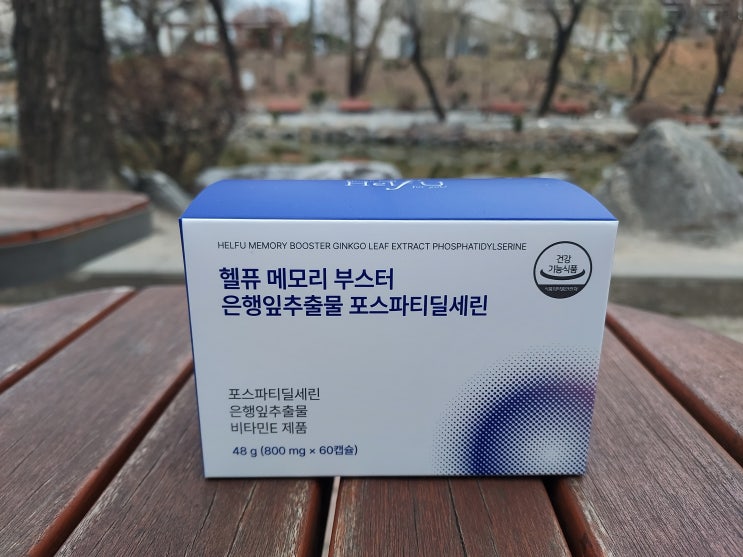 HELFU MEMORY BOOSTER GINKGO LEAF EXTRACT PHOSPHATIDYLSERINE
헬퓨 메모리 부스터
은행잎추출물 포스파티딜세린
건강
기능식품
포스파티딜세린
은행잎추출물
비타민E 제품
48 g (800 mg × 60캡슐)